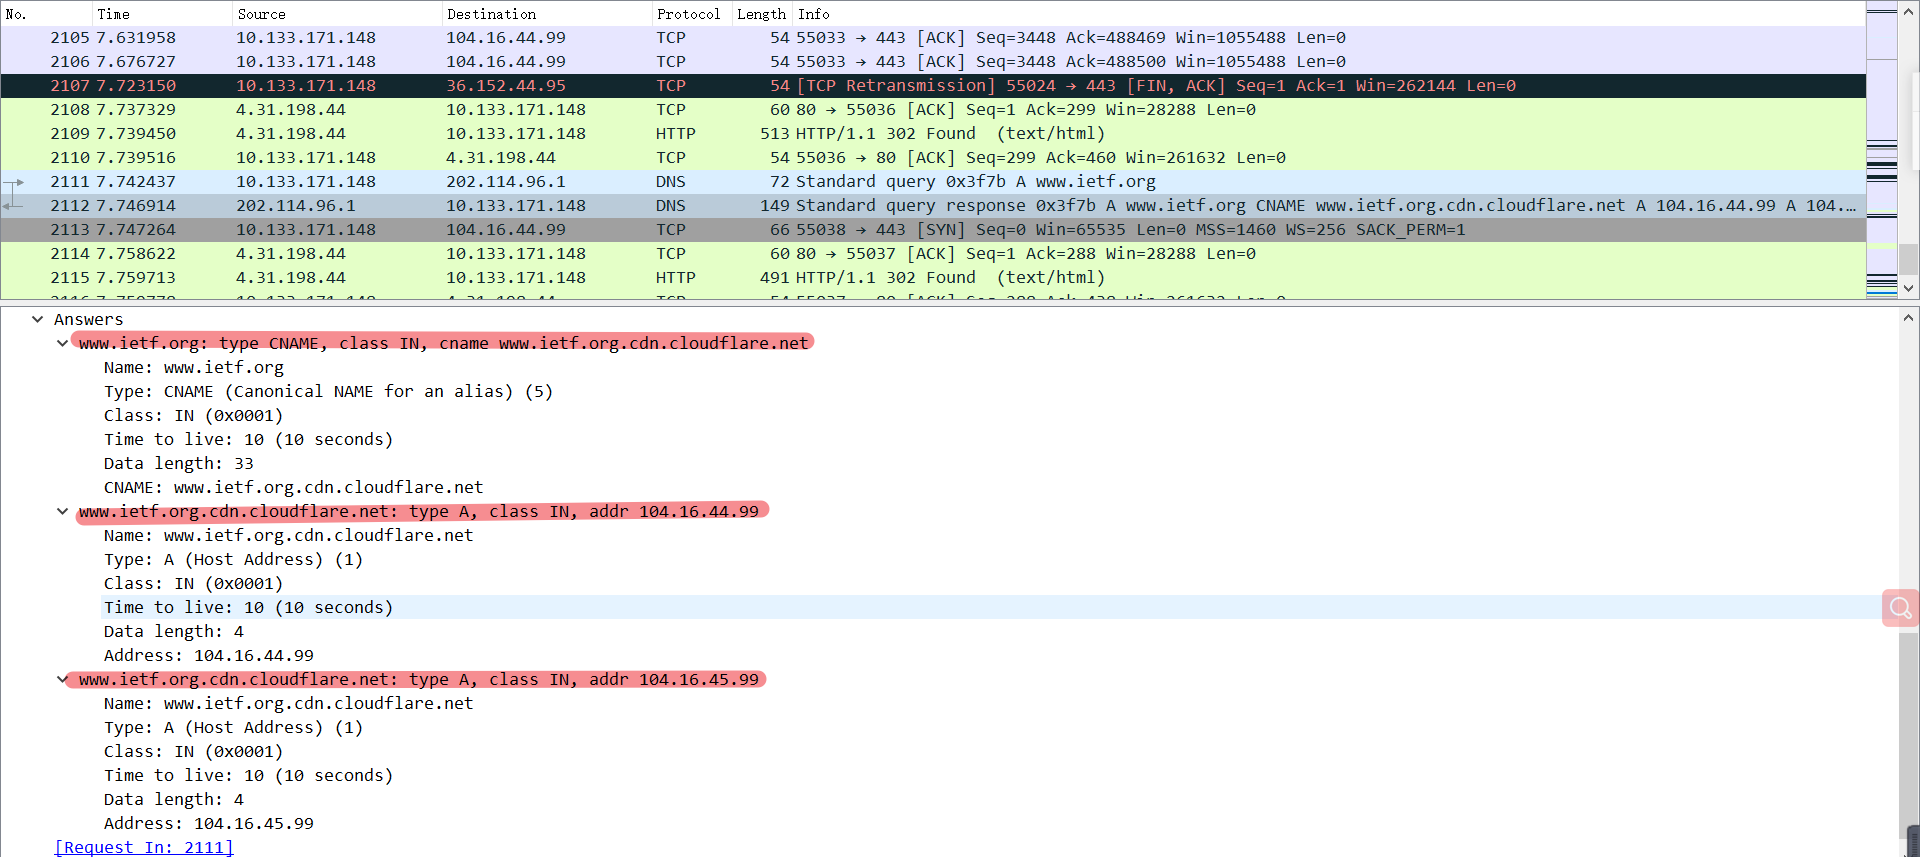 No. Time Source Destination Protocol Length Info
2105 7.631958 10.133.171.148 104.16.44.99 TCP 54 55033 → 443 [ACK] Seq=3448 Ack=488469 Win=1055488 Len=0
2106 7.676727 10.133.171.148 104.16.44.99 TCP 54 55033 → 443 [ACK] Seq=3448 Ack=488500 Win=1055488 Len=0
2107 7.723150 10.133.171.148 36.152.44.95 TCP 54 [TCP Retransmission] 55024 → 443 [FIN, ACK] Seq=1 Ack=1 Win=262144 Len=0
2108 7.737329 4.31.198.44 10.133.171.148 TCP 60 80 → 55036 [ACK] Seq=1 Ack=299 Win=28288 Len=0
2109 7.739450 4.31.198.44 10.133.171.148 HTTP 513 HTTP/1.1 302 Found (text/html)
2110 7.739516 10.133.171.148 4.31.198.44 TCP 54 55036 → 80 [ACK] Seq=299 Ack=460 Win=261632 Len=0
2111 7.742437 10.133.171.148 202.114.96.1 DNS 72 Standard query 0x3f7b A www.ietf.org
2112 7.746914 202.114.96.1 10.133.171.148 DNS 149 Standard query response 0x3f7b A www.ietf.org CNAME www.ietf.org.cdn.cloudflare.net A 104.16.44.99 A 104.…
2113 7.747264 10.133.171.148 104.16.44.99 TCP 66 55038 → 443 [SYN] Seq=0 Win=65535 Len=0 MSS=1460 WS=256 SACK_PERM=1
2114 7.758622 4.31.198.44 10.133.171.148 TCP 60 80 → 55037 [ACK] Seq=1 Ack=288 Win=28288 Len=0
2115 7.759713 4.31.198.44 10.133.171.148 HTTP 491 HTTP/1.1 302 Found (text/html)
Answers
www.ietf.org: type CNAME, class IN, cname www.ietf.org.cdn.cloudflare.net
Name: www.ietf.org
Type: CNAME (Canonical NAME for an alias) (5)
Class: IN (0x0001)
Time to live: 10 (10 seconds)
Data length: 33
CNAME: www.ietf.org.cdn.cloudflare.net
www.ietf.org.cdn.cloudflare.net: type A, class IN, addr 104.16.44.99
Name: www.ietf.org.cdn.cloudflare.net
Type: A (Host Address) (1)
Class: IN (0x0001)
Time to live: 10 (10 seconds)
Data length: 4
Address: 104.16.44.99
www.ietf.org.cdn.cloudflare.net: type A, class IN, addr 104.16.45.99
Name: www.ietf.org.cdn.cloudflare.net
Type: A (Host Address) (1)
Class: IN (0x0001)
Time to live: 10 (10 seconds)
Data length: 4
Address: 104.16.45.99
[Request In: 2111]